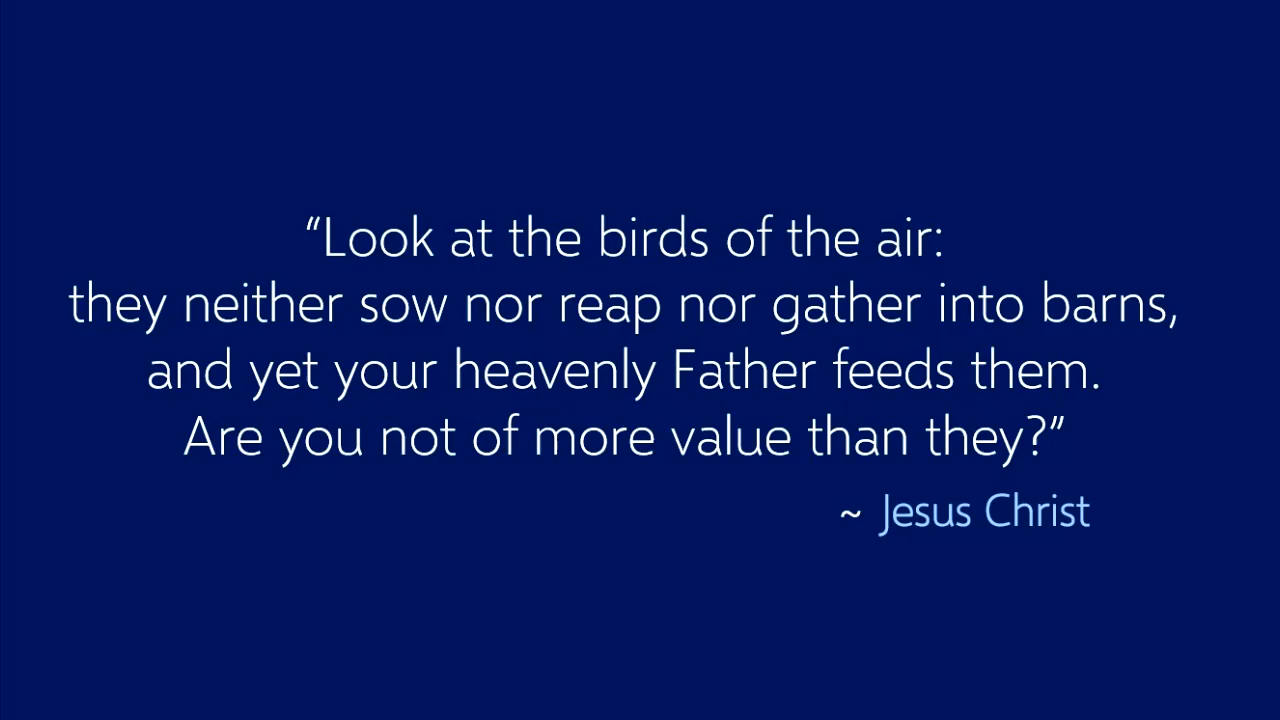 “Look at the birds of the air:
they neither sow nor reap nor gather into barns,
and yet your heavenly Father feeds them.
Are you not of more value than they?”
~ Jesus Christ